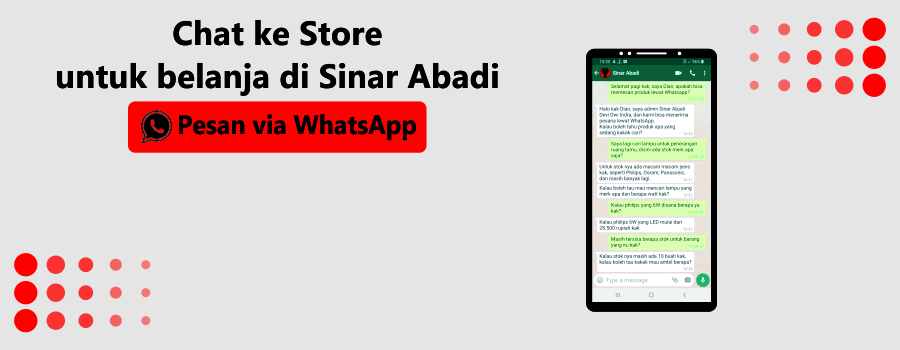 Chat ke Store
untuk belanja di Sinar Abadi
Pesan via WhatsApp
Sinar Abadi
Selamat pagi kak, saya Dian, apakah bisa
memesan produk lewat Whatsapp?
Halo kak Dian, saya admin Sinar Abadi
Devi Dwi Indra, dan kami bisa menerima
pesana lewat WhatsApp.
Kalau boleh tahu produk apa yang
sedang kakak cari?
Saya lagi cari lampu untuk penerangan
ruang tamu, disini ada stok merk apa
saja?
Untuk stok nya ada macam macam jenis
kak, seperti Philips, Osram, Panasonic,
dan masih banyak lagi.
Kalau boleh tau mau mencari lampu yang
merk apa dan berapa watt kak?
Kalau philips yang 6W disana berapa ya
kak?
Kalau philips 6W yang LED mulai dari
28.500 rupiah kak
Masih tersisa berapa stok untuk barang
yang itu kak?
Kalau stok nya masih ada 10 buah kak,
kalau boleh tau kakak mau ambil berapa?
Type a message